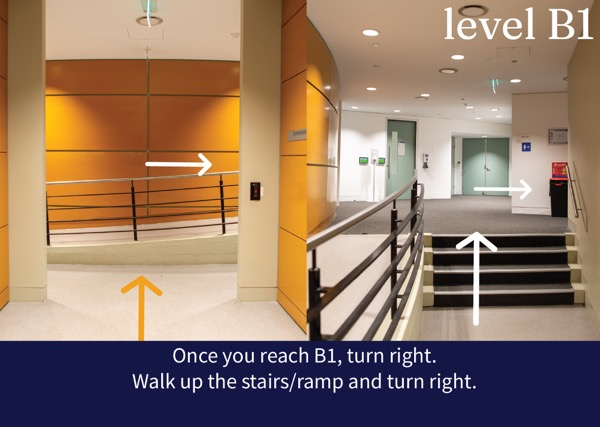 level B1
Once you reach B1, turn right.
Walk up the stairs/ramp and turn right.